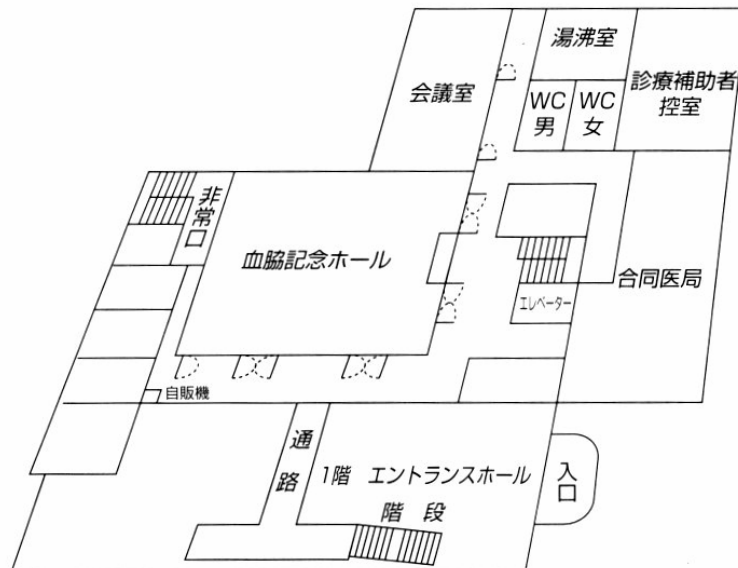 湯沸室
会議室
WC
男
WC
女
診療補助者
控室
非常口
血脇記念ホール
合同医局
エレベーター
自販機
通路
1階 エントランスホール
入口
階 段